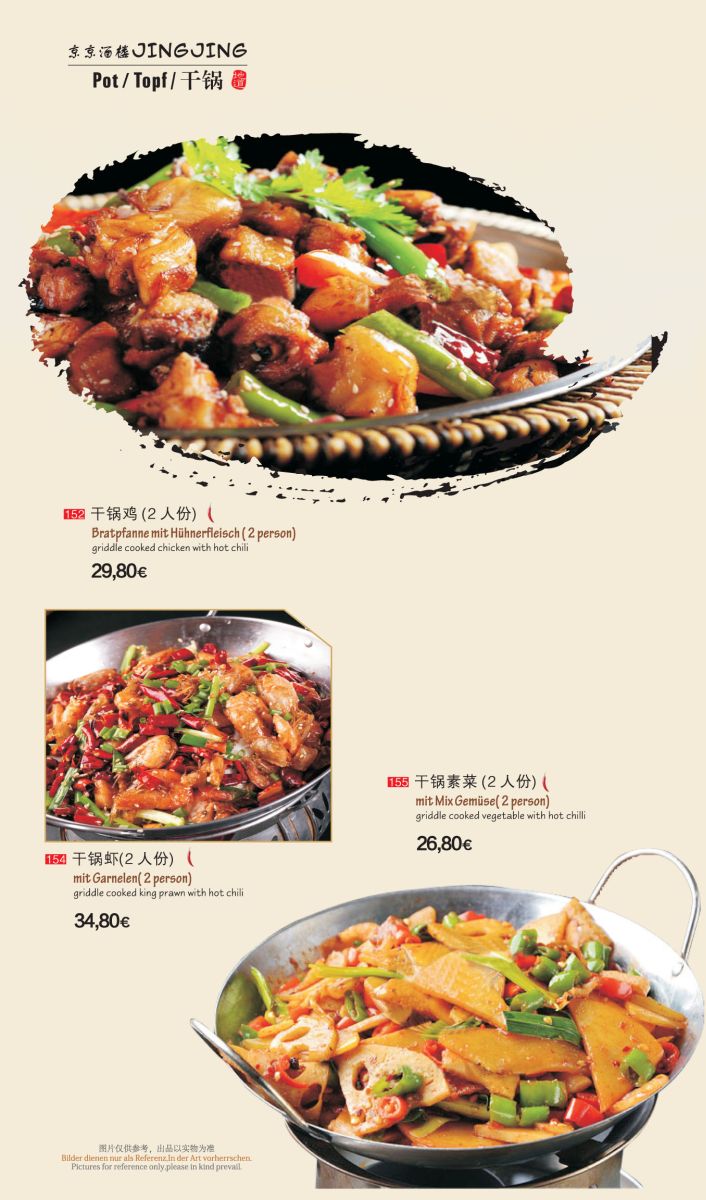 京京酒楼JINGJING
Pot / Topf / 干锅 地道
152 干锅鸡 (2 人份)
Bratpfanne mit Hühnerfleisch ( 2 person)
griddle cooked chicken with hot chili
29,80€
154 干锅虾(2 人份)
mit Garnelen( 2 person)
griddle cooked king prawn with hot chili
34,80€
155 干锅素菜 (2 人份)
mit Mix Gemüse( 2 person)
griddle cooked vegetable with hot chilli
26,80€
图片仅供参考，出品以实物为准
Bilder dienen nur als Referenz.In der Art vorherrschen.
Pictures for reference only,please in kind prevail.